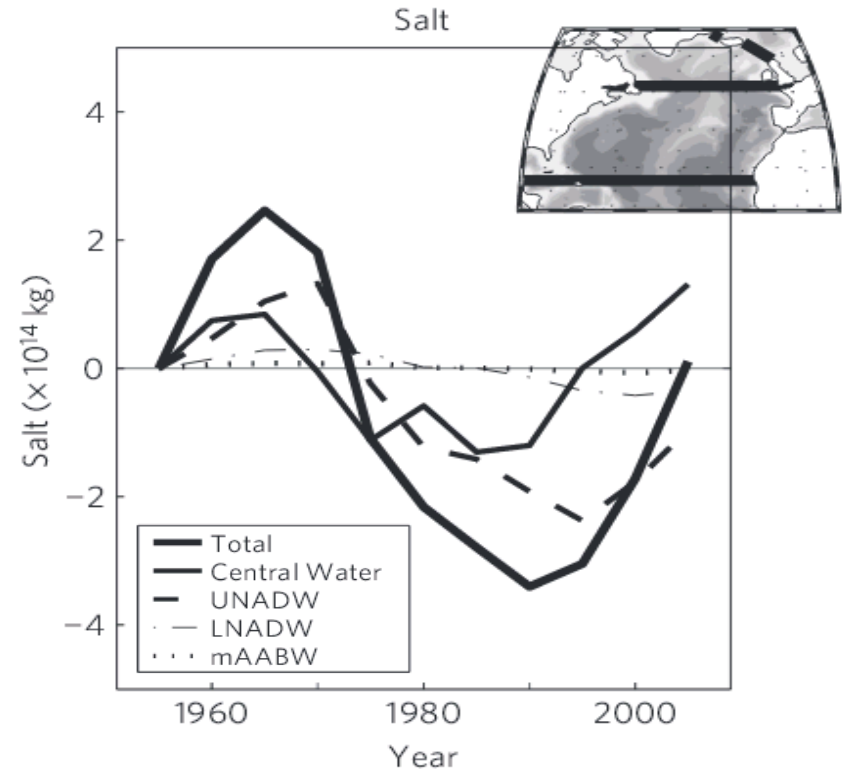 Salt
4
2
0
−2
−4
Salt (×10¹⁴ kg)
Total
Central Water
UNADW
LNADW
mAABW
1960
1980
2000
Year